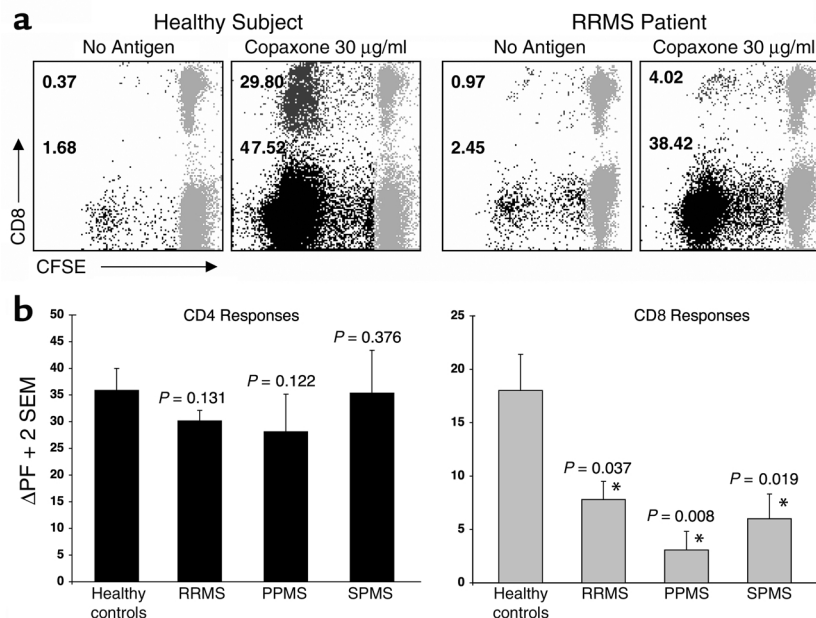 a
Healthy Subject
RRMS Patient
No Antigen
Copaxone 30 µg/ml
No Antigen
Copaxone 30 µg/ml
0.37
29.80
0.97
4.02
1.68
47.52
2.45
38.42
CD8
CFSE
b
CD4 Responses
ΔPF + 2 SEM
50
45
40
35
30
25
20
15
10
5
0
P = 0.131
P = 0.122
P = 0.376
Healthy
controls
RRMS
PPMS
SPMS
CD8 Responses
25
20
15
10
5
0
P = 0.037
*
P = 0.008
*
P = 0.019
*
Healthy
controls
RRMS
PPMS
SPMS